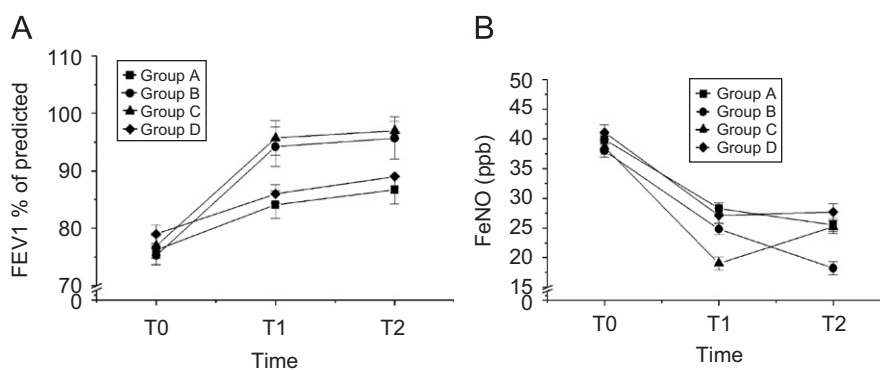 A
FEV1 % of predicted
110
100
90
80
70
0
Group A
Group B
Group C
Group D
T0
T1
T2
Time
B
FeNO (ppb)
50
45
40
35
30
25
20
15
0
Group A
Group B
Group C
Group D
T0
T1
T2
Time